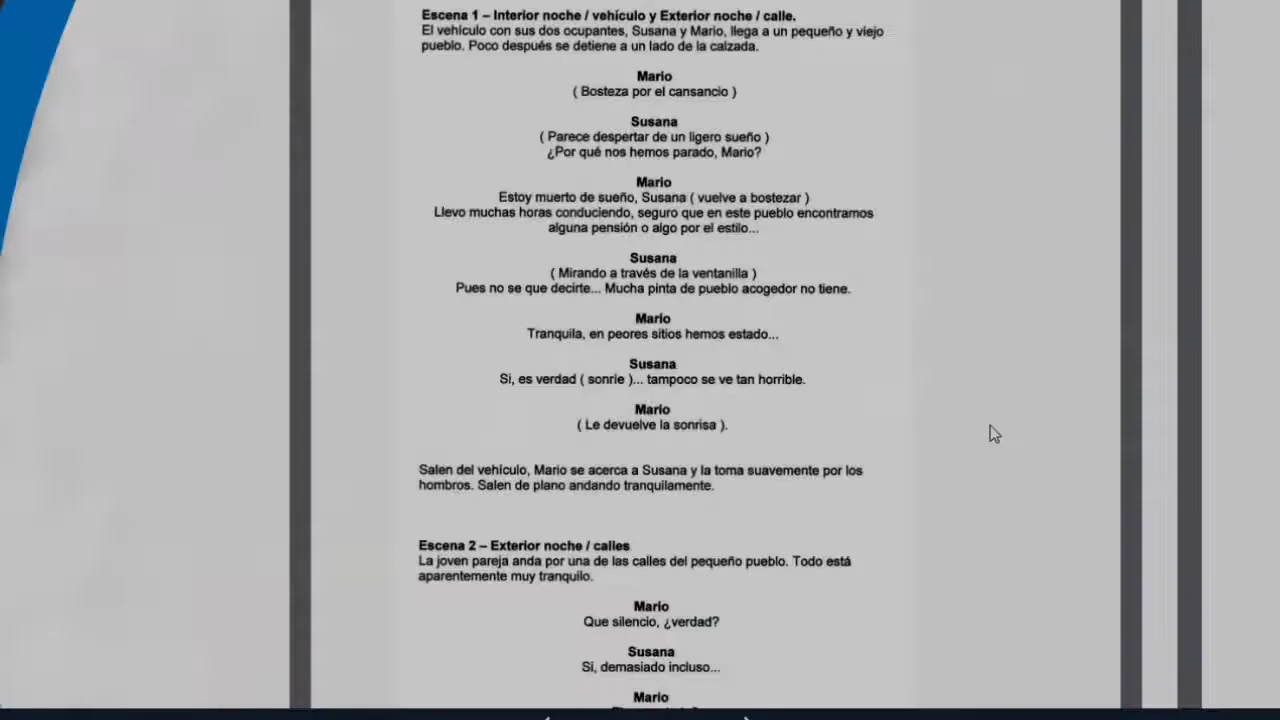 Escena 1 – Interior noche / vehículo y Exterior noche / calle.
El vehículo con sus dos ocupantes, Susana y Mario, llega a un pequeño y viejo
pueblo. Poco después se detiene a un lado de la calzada.
Mario
( Bosteza por el cansancio )
Susana
( Parece despertar de un ligero sueño )
¿Por qué nos hemos parado, Mario?
Mario
Estoy muerto de sueño, Susana ( vuelve a bostezar )
Llevo muchas horas conduciendo, seguro que en este pueblo encontramos
alguna pensión o algo por el estilo...
Susana
( Mirando a través de la ventanilla )
Pues no se que decirte... Mucha pinta de pueblo acogedor no tiene.
Mario
Tranquila, en peores sitios hemos estado...
Susana
Si, es verdad ( sonríe )... tampoco se ve tan horrible.
Mario
( Le devuelve la sonrisa ).
Salen del vehículo, Mario se acerca a Susana y la toma suavemente por los
hombros. Salen de plano andando tranquilamente.
Escena 2 – Exterior noche / calles
La joven pareja anda por una de las calles del pequeño pueblo. Todo está
aparentemente muy tranquilo.
Mario
Que silencio, ¿verdad?
Susana
Sí, demasiado incluso...
Mario